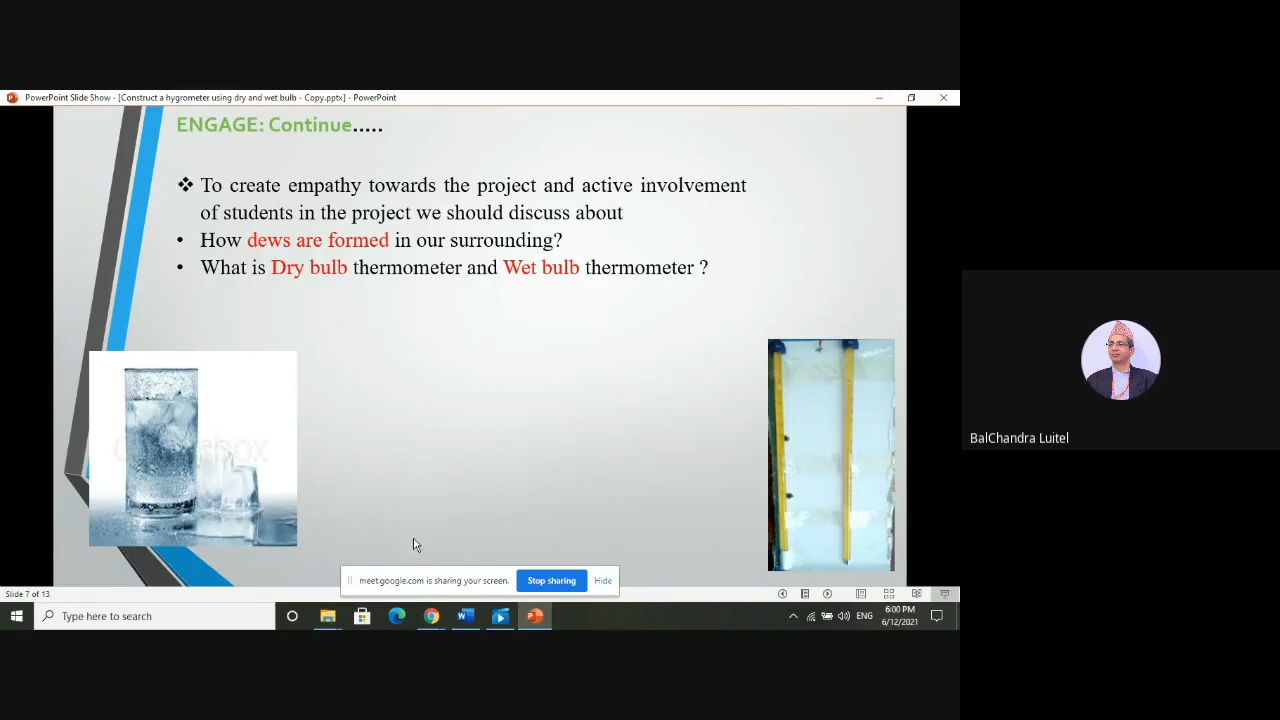 PowerPoint Slide Show - [Construct a hygrometer using dry and wet bulb - Copy.pptx] - PowerPoint
ENGAGE: Continue.....
❖ To create empathy towards the project and active involvement
of students in the project we should discuss about
• How dews are formed in our surrounding?
• What is Dry bulb thermometer and Wet bulb thermometer ?
BalChandra Luitel
meet.google.com is sharing your screen.
Stop sharing
Hide
Slide 7 of 13
Type here to search
ENG
6:00 PM
6/12/2021